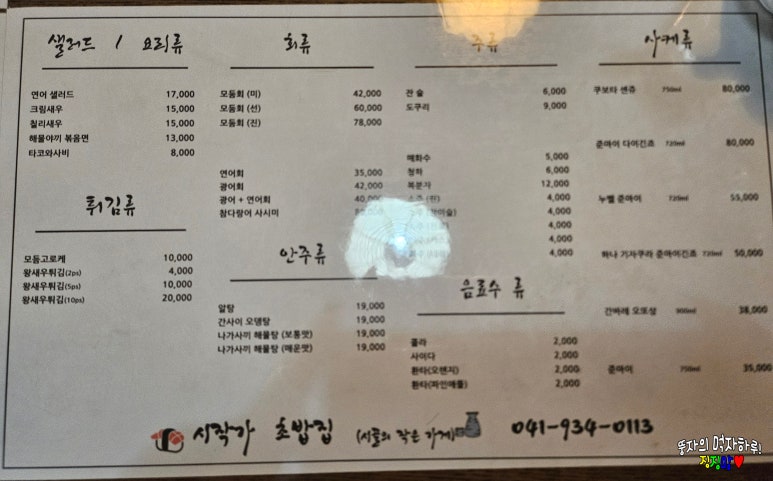 샐러드 / 요리류
연어 샐러드 17,000
크림새우 15,000
칠리새우 15,000
해물야끼 볶음면 13,000
타코와사비 8,000
튀김류
모둠고로케 10,000
왕새우튀김(2ps) 4,000
왕새우튀김(5ps) 10,000
왕새우튀김(10ps) 20,000
회류
모둠회 (미) 42,000
모둠회 (선) 60,000
모둠회 (진) 78,000
연어회 35,000
광어회 42,000
광어 + 연어회 40,000
참다랑어 사시미
안주류
알탕 19,000
간사이 오뎅탕 19,000
나가사끼 해물탕 (보통맛) 19,000
나가사끼 해물탕 (매운맛) 19,000
주류
잔 술 6,000
도쿠리 9,000
매화수 5,000
청하 6,000
복분자 12,000
4,000
4,000
4,000
4,000
4,000
음료수 류
콜라 2,000
사이다 2,000
환타(오렌지) 2,000
환타(파인애플) 2,000
사케류
쿠보타 센쥬 750ml 80,000
준마이 다이긴죠 720ml 80,000
누벨 준마이 720ml 55,000
하나 기자쿠라 준마이긴죠 720ml 50,000
간바레 오또상 900ml 38,000
준마이 750ml 35,000
시작가 초밥집 (시골의 작은 가게) 041-934-0113
뚱자의 먹자하루!